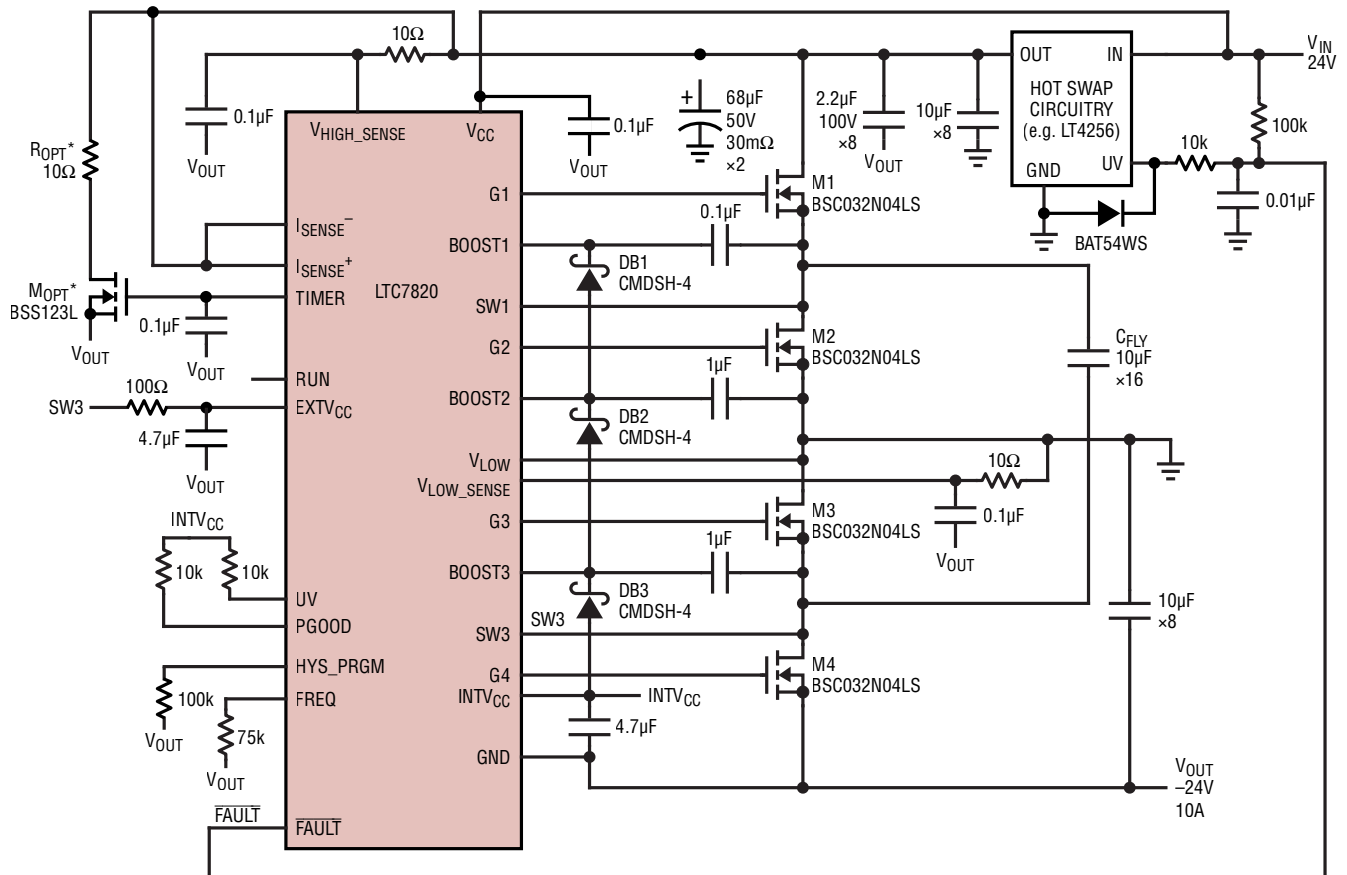 10Ω
0.1µF
V_OUT
R_OPT*
10Ω
M_OPT*
BSS123L
V_OUT
0.1µF
V_OUT
SW3
100Ω
4.7µF
V_OUT
INTV_CC
10k
10k
100k
V_OUT
75k
V_OUT
FAULT
V_HIGH_SENSE
V_CC
I_SENSE⁻
I_SENSE⁺
LTC7820
TIMER
RUN
EXTV_CC
UV
PGOOD
HYS_PRGM
FREQ
FAULT
G1
BOOST1
SW1
G2
BOOST2
V_LOW
V_LOW_SENSE
G3
BOOST3
SW3
G4
INTV_CC
GND
0.1µF
V_OUT
+
68µF
50V
30mΩ
×2
2.2µF
100V
×8
V_OUT
10µF
×8
OUT
IN
HOT SWAP
CIRCUITRY
(e.g. LT4256)
GND
UV
V_IN
24V
100k
10k
0.01µF
BAT54WS
M1
BSC032N04LS
0.1µF
DB1
CMDSH-4
M2
BSC032N04LS
1µF
DB2
CMDSH-4
C_FLY
10µF
×16
10Ω
0.1µF
V_OUT
M3
BSC032N04LS
1µF
DB3
CMDSH-4
SW3
10µF
×8
M4
BSC032N04LS
INTV_CC
4.7µF
V_OUT
–24V
10A